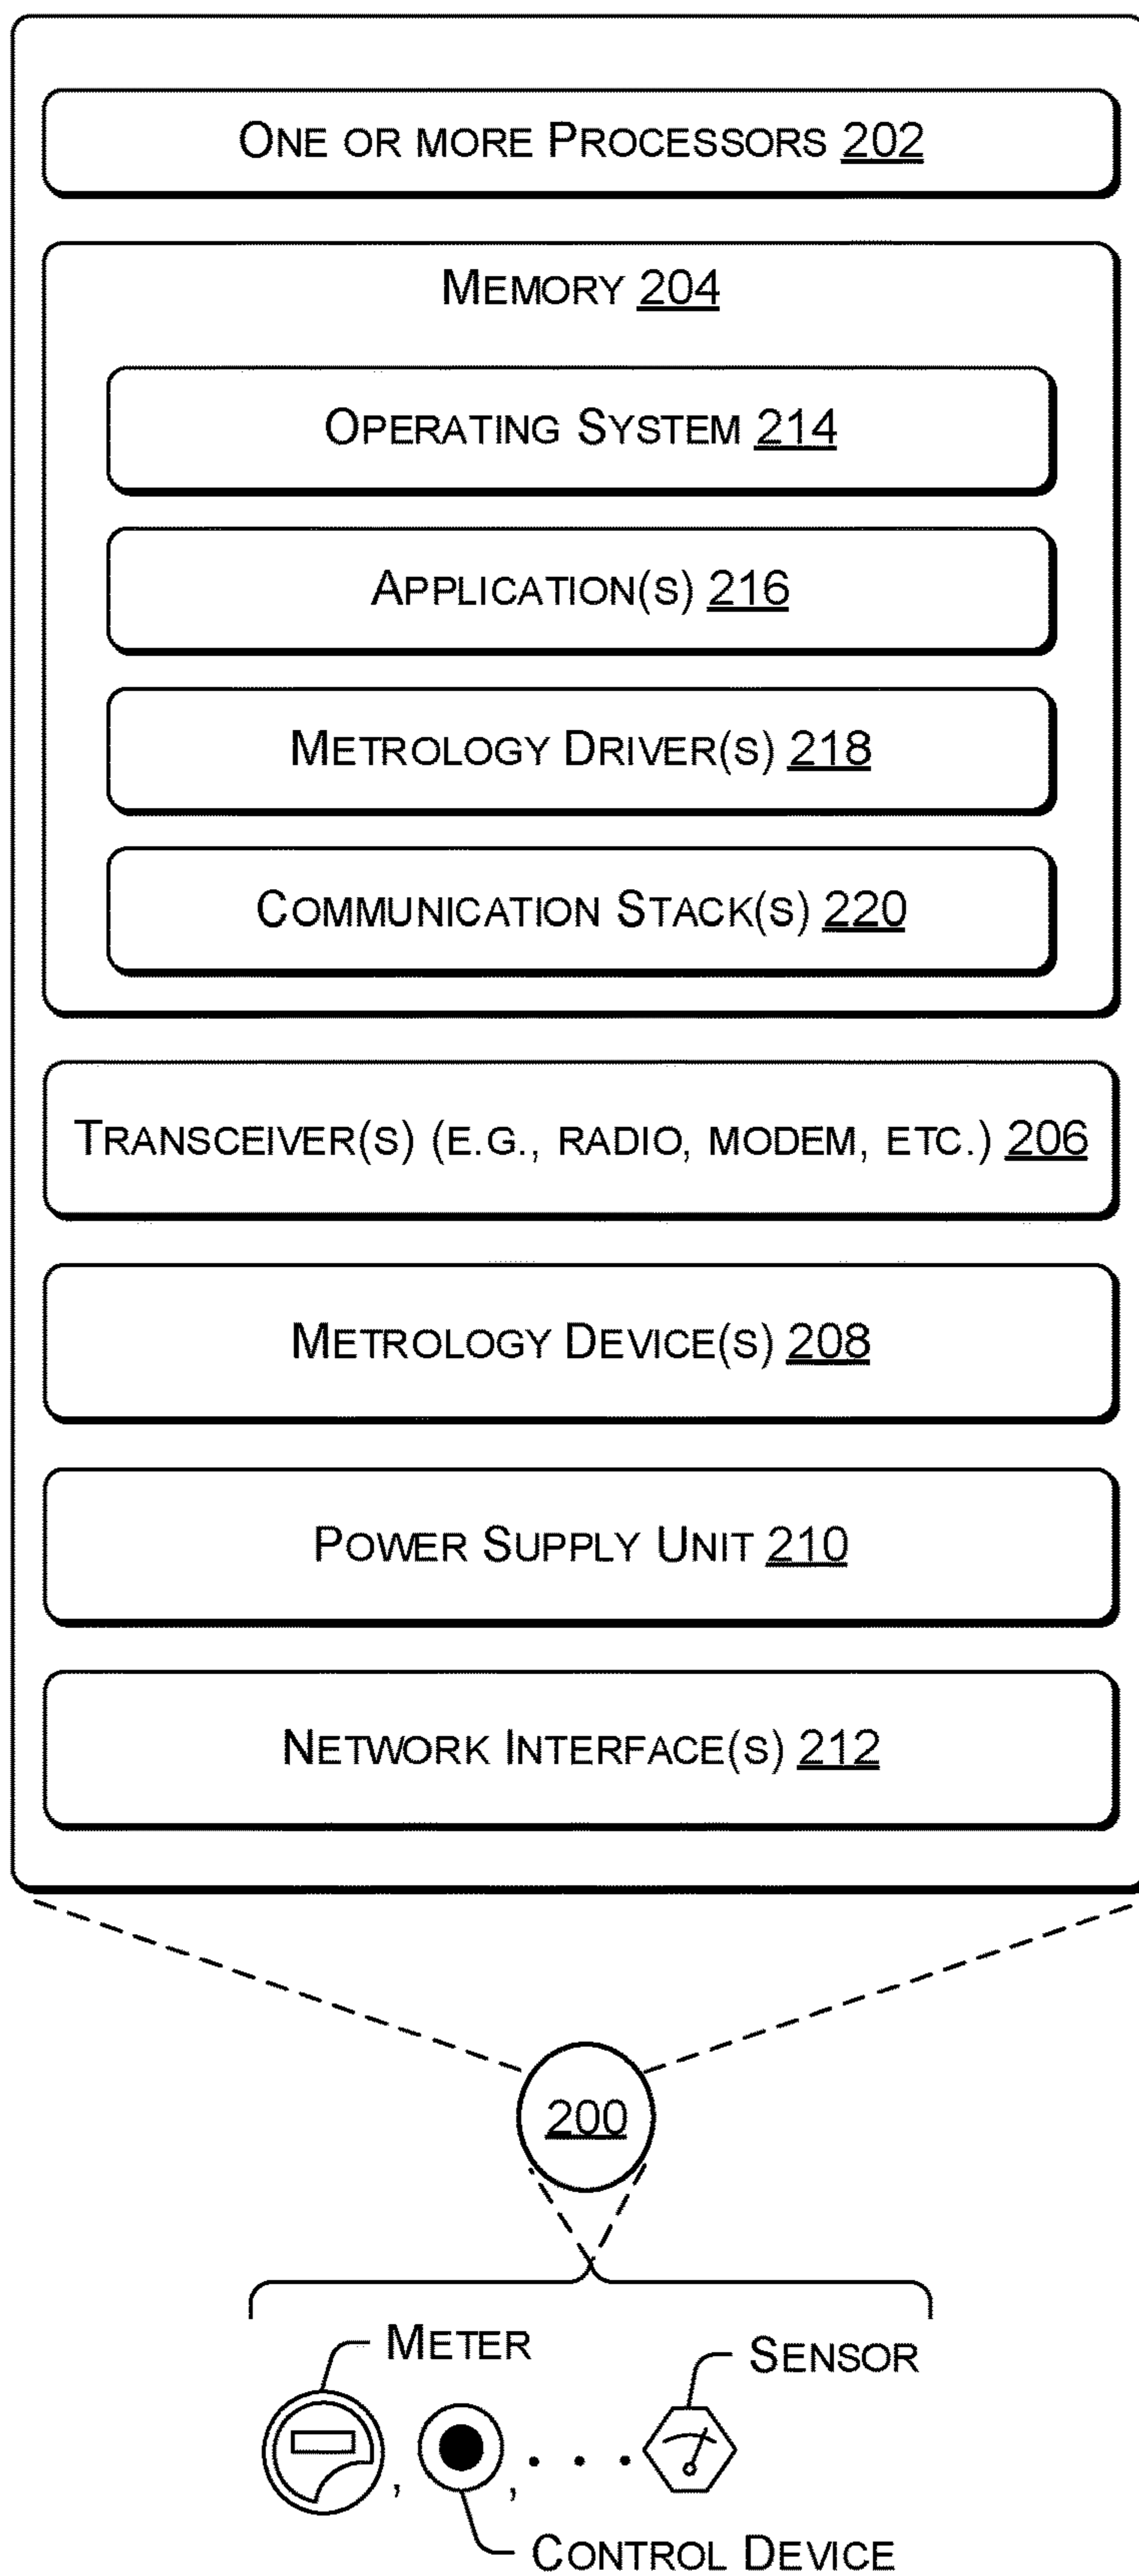 ONE OR MORE PROCESSORS 202
MEMORY 204
OPERATING SYSTEM 214
APPLICATION(S) 216
METROLOGY DRIVER(S) 218
COMMUNICATION STACK(S) 220
TRANSCEIVER(S) (E.G., RADIO, MODEM, ETC.) 206
METROLOGY DEVICE(S) 208
POWER SUPPLY UNIT 210
NETWORK INTERFACE(S) 212
200
METER
SENSOR
, , . . .
CONTROL DEVICE